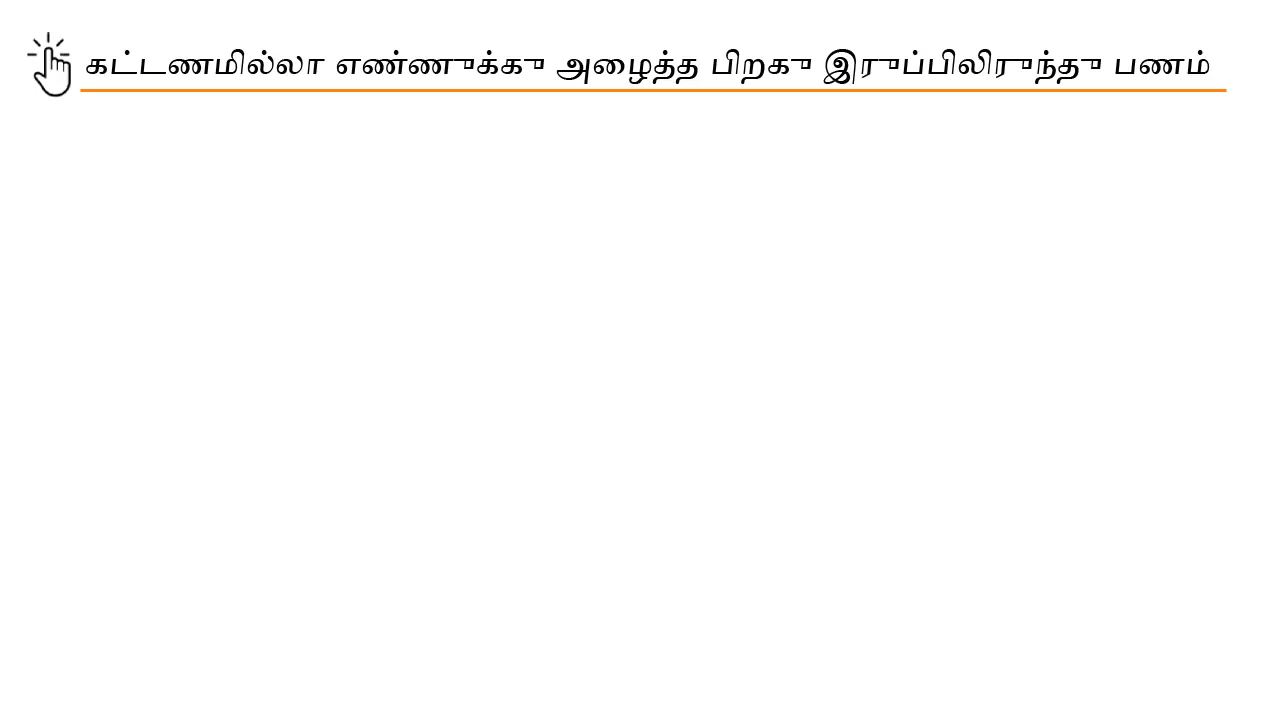 கட்டணமில்லா எண்ணுக்கு அழைத்த பிறகு இருப்பிலிருந்து பணம்